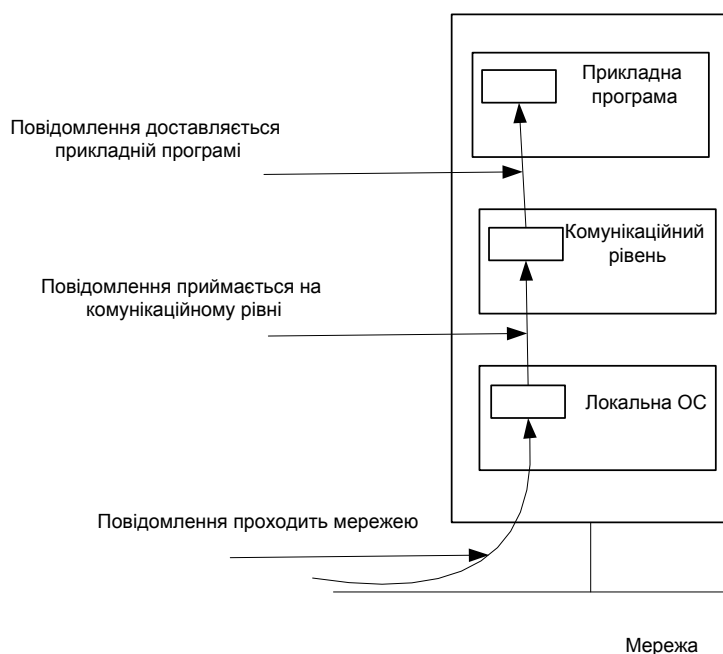 Прикладна
програма
Повідомлення доставляється
прикладній програмі
Комунікаційний
рівень
Повідомлення приймається на
комунікаційному рівні
Локальна ОС
Повідомлення проходить мережею
Мережа